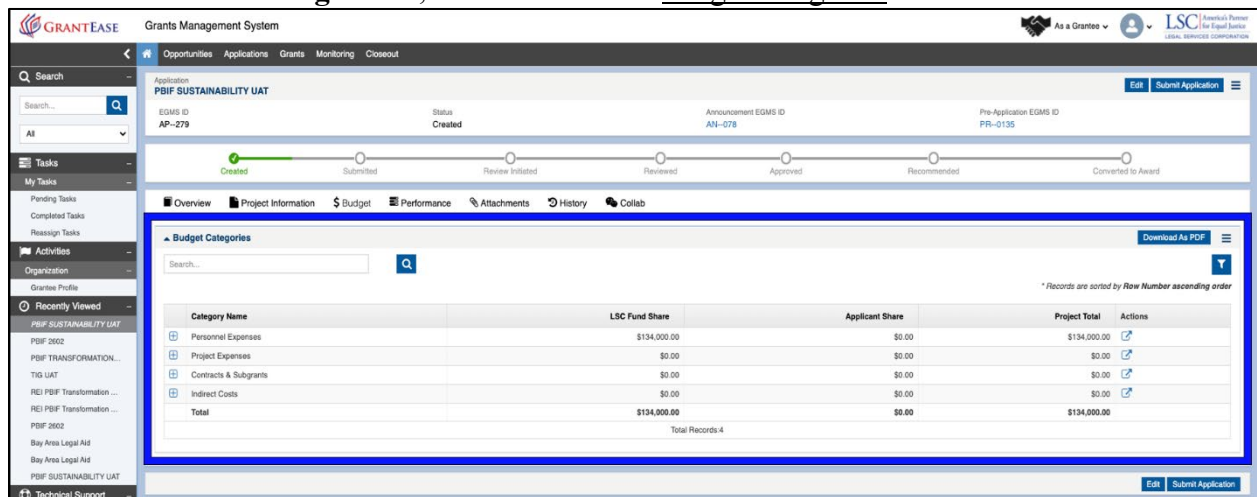 GRANTEASE Grants Management System As a Grantee LSC America's Partner for Equal Justice
LEGAL SERVICES CORPORATION
Opportunities Applications Grants Monitoring Closeout
Search
Search...
All
Tasks
My Tasks
Pending Tasks
Completed Tasks
Reassign Tasks
Activities
Organization
Grantee Profile
Recently Viewed
PBIF SUSTAINABILITY UAT
PBIF 2602
PBIF TRANSFORMATION...
TIG UAT
REI PBIF Transformation ...
REI PBIF Transformation ...
PBIF 2602
Bay Area Legal Aid
Bay Area Legal Aid
PBIF SUSTAINABILITY UAT
Technical Support
Application
PBIF SUSTAINABILITY UAT Edit Submit Application
EGMS ID Status Announcement EGMS ID Pre-Application EGMS ID
AP--279 Created AN--078 PR--0135
Created Submitted Review Initiated Reviewed Approved Recommended Converted to Award
Overview Project Information $ Budget Performance Attachments History Collab
Budget Categories Download As PDF
Search...
* Records are sorted by Row Number ascending order
Category Name LSC Fund Share Applicant Share Project Total Actions
Personnel Expenses $134,000.00 $0.00 $134,000.00
Project Expenses $0.00 $0.00 $0.00
Contracts & Subgrants $0.00 $0.00 $0.00
Indirect Costs $0.00 $0.00 $0.00
Total $134,000.00 $0.00 $134,000.00
Total Records:4
Edit Submit Application